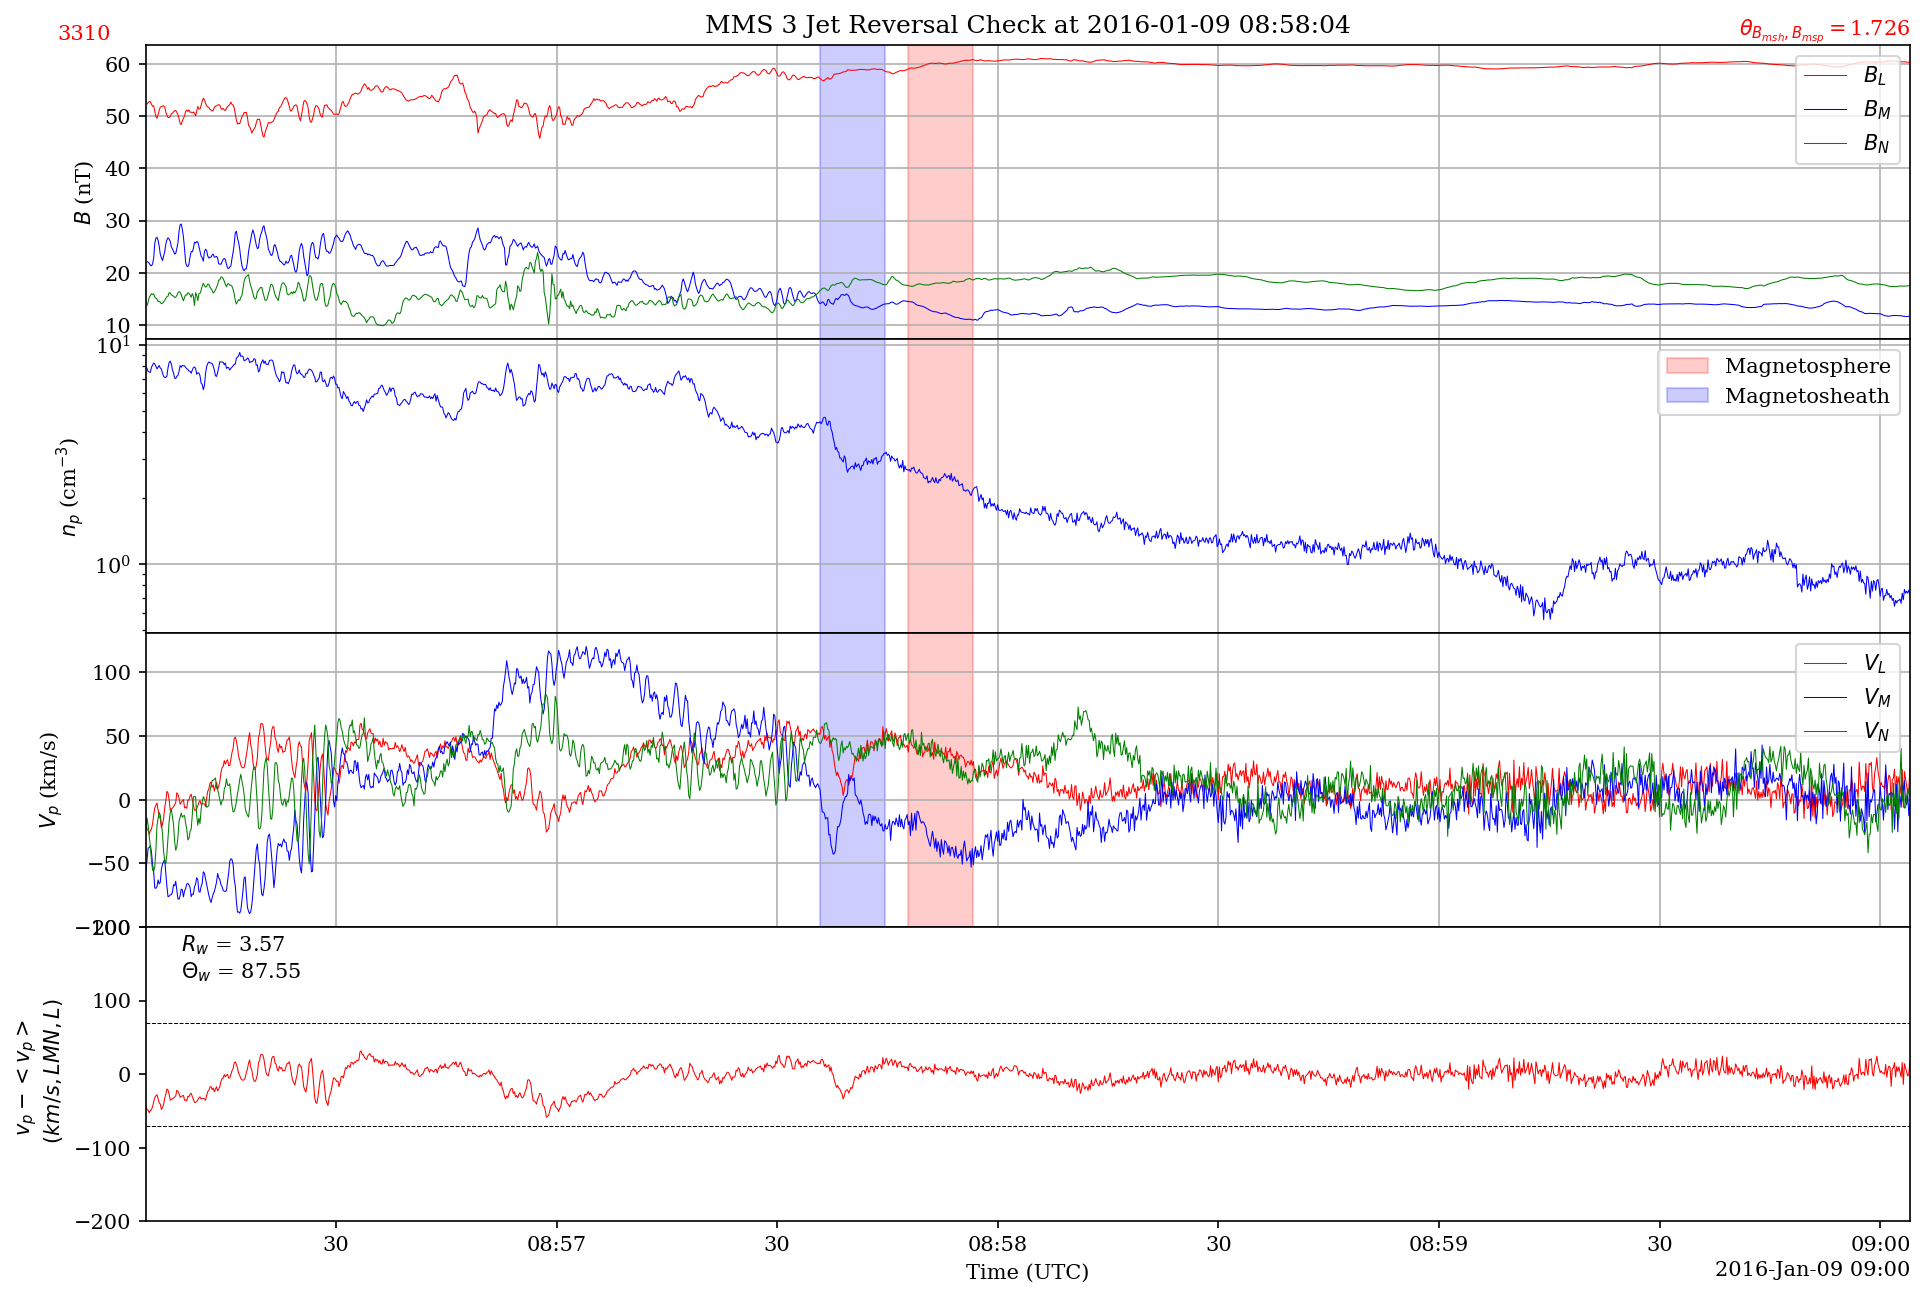 3310
MMS 3 Jet Reversal Check at 2016-01-09 08:58:04
θ_{B_{msh}, B_{msp}} = 1.726
60
50
40
30
20
10
B (nT)
B_L
B_M
B_N
10^1
10^0
n_p (cm^{-3})
Magnetosphere
Magnetosheath
100
50
0
−50
−100
V_p (km/s)
V_L
V_M
V_N
200
100
0
−100
−200
v_p − < v_p >
(km/s, LMN, L)
R_w = 3.57
Θ_w = 87.55
30
08:57
30
08:58
30
08:59
30
09:00
Time (UTC)
2016-Jan-09 09:00